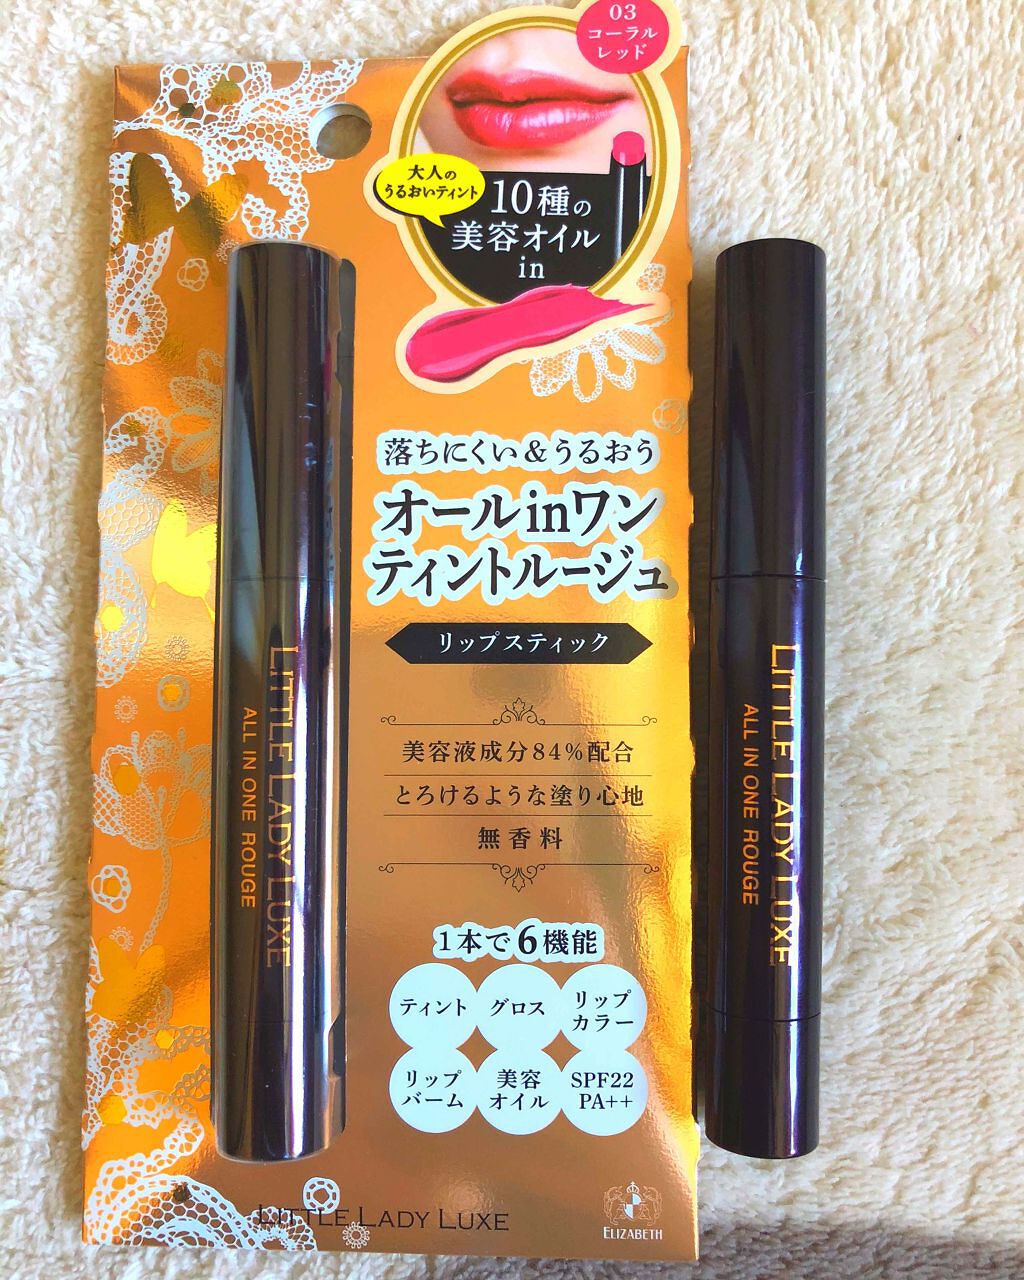 03
コーラル
レッド
大人の
うるおいティント
10種の
美容オイル
in
落ちにくい&うるおう
オールinワン
ティントルージュ
リップスティック
美容液成分84%配合
とろけるような塗り心地
無香料
1本で6機能
ティント
グロス
リップ
カラー
リップ
バーム
美容
オイル
SPF22
PA++
LITTLE LADY LUXE
ELIZABETH
LITTLE LADY LUXE
ALL IN ONE ROUGE
LITTLE LADY LUXE
ALL IN ONE ROUGE